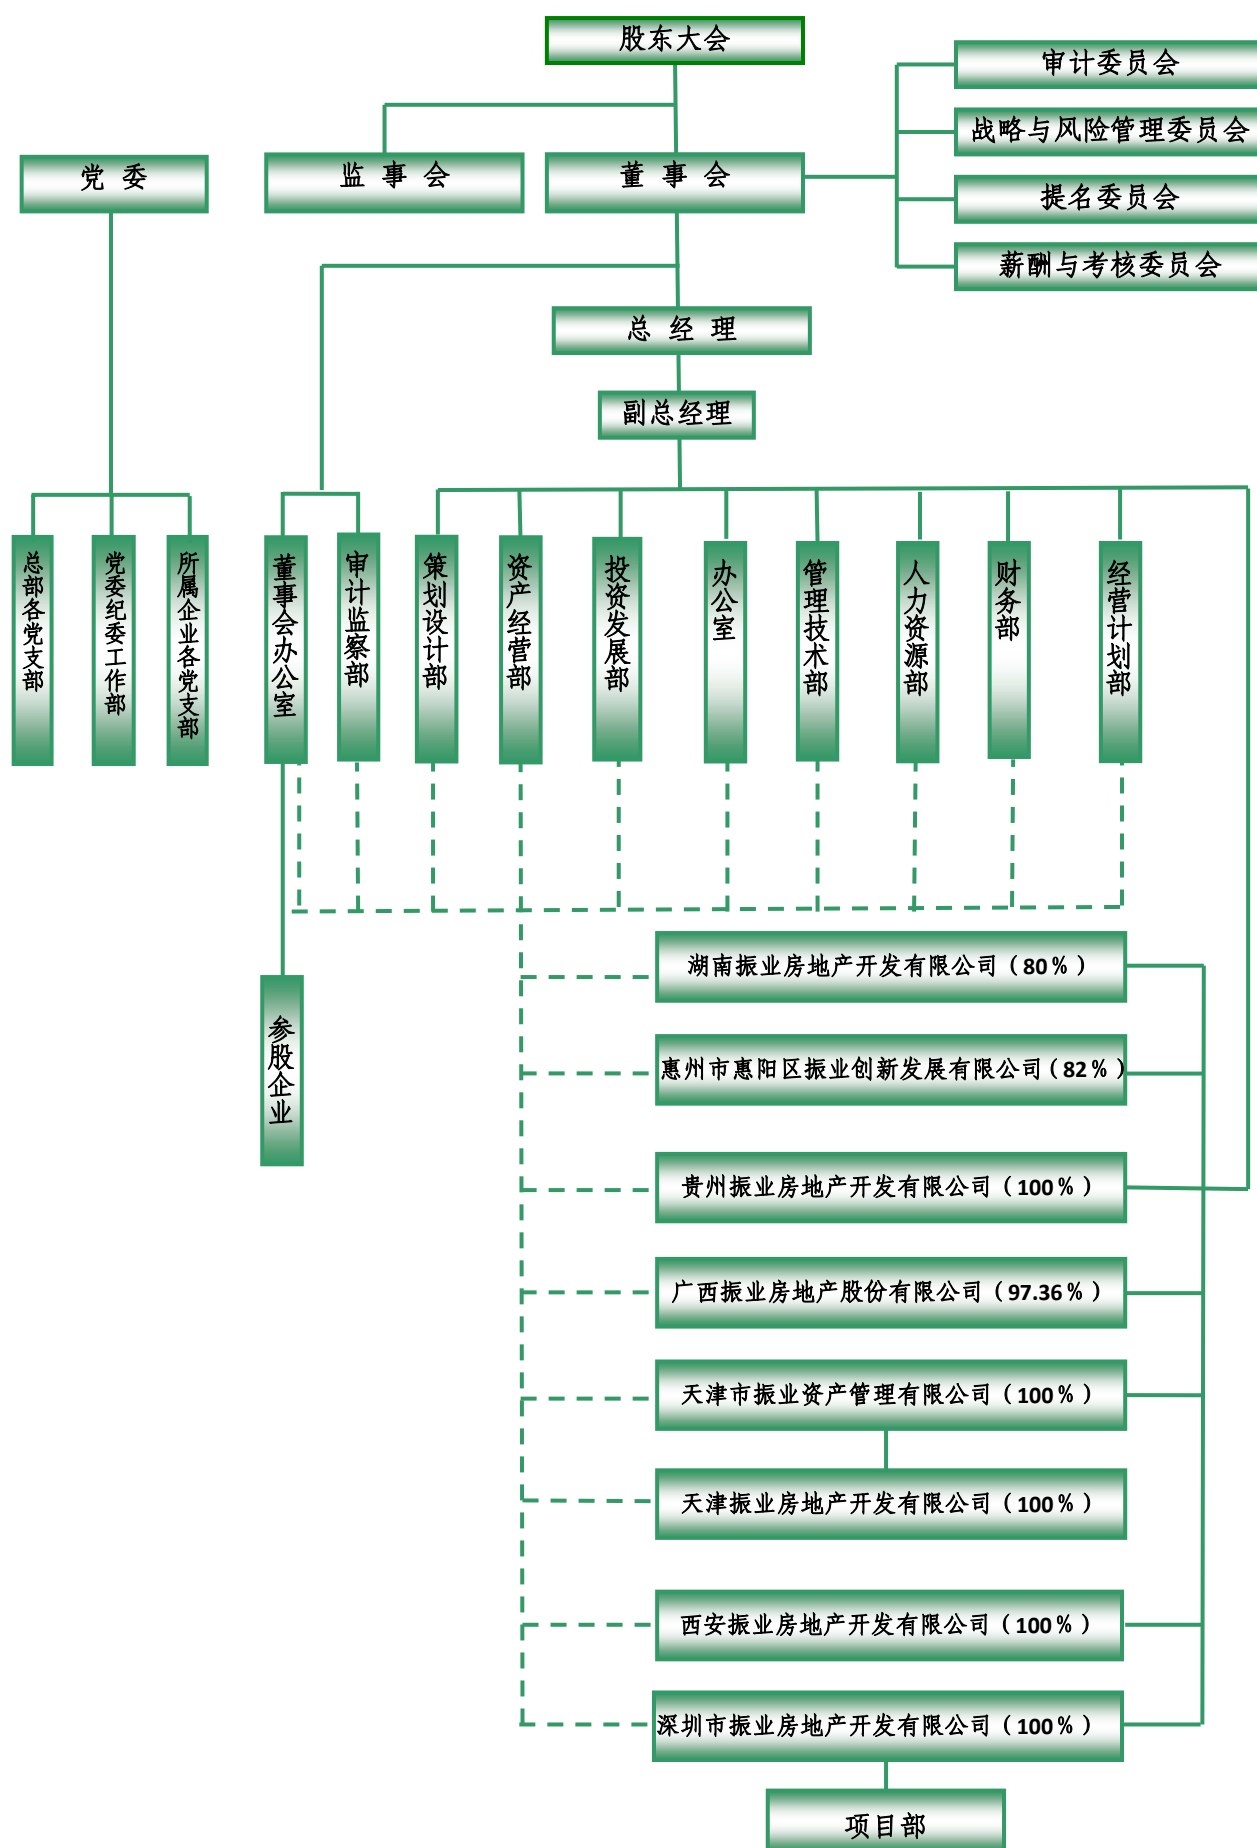 股东大会
审计委员会
战略与风险管理委员会
党 委
监 事 会
董 事 会
提名委员会
薪酬与考核委员会
总 经 理
副总经理
总部各党支部
党委纪委工作部
所属企业各党支部
董事会办公室
审计监察部
策划设计部
资产经营部
投资发展部
办公室
管理技术部
人力资源部
财务部
经营计划部
参股企业
湖南振业房地产开发有限公司（80％）
惠州市惠阳区振业创新发展有限公司（82％）
贵州振业房地产开发有限公司（100％）
广西振业房地产股份有限公司（97.36％）
天津市振业资产管理有限公司（100％）
天津振业房地产开发有限公司（100％）
西安振业房地产开发有限公司（100％）
深圳市振业房地产开发有限公司（100％）
项目部